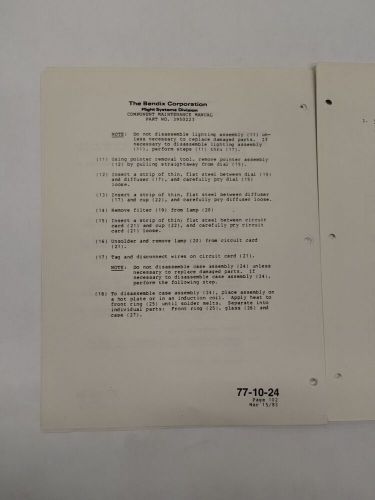 The Bendix Corporation
Flight Systems Division
COMPONENT MAINTENANCE MANUAL
PART NO. 3950223
NOTE: Do not disassemble lighting assembly (11) un-
less necessary to replace damaged parts. If
necessary to disassemble lighting assembly
(11), perform steps (11) thru (17).
(11) Using pointer removal tool, remove pointer assembly
(12) by pulling straightaway from dial (15).
(12) Insert a strip of thin, flat steel between dial (15)
and diffuser (17), and carefully pry dial (15)
loose.
(13) Insert a strip of thin, flat steel between diffuser
(17) and cup (22), and carefully pry diffuser loose.
(14) Remove filter (19) from lamp (20)
(15) Insert a strip of thin, flat steel between circuit
card (21) and cup (22), and carefully pry circuit
card (21) loose.
(16) Unsolder and remove lamp (20) from circuit card
(21).
(17) Tag and disconnect wires on circuit card (21).
NOTE: Do not disassemble case assembly (24) unless
necessary to replace damaged parts. If
necessary to disassemble case assembly (24),
perform the following step.
(18) To disassemble case assembly (24), place assembly on
a hot plate or in an induction coil. Apply heat to
front ring (25) until solder melts. Separate into
individual parts: Front ring (25), glass (26) and
case (27).
77-10-24
Page 102
Mar 15/83
1.